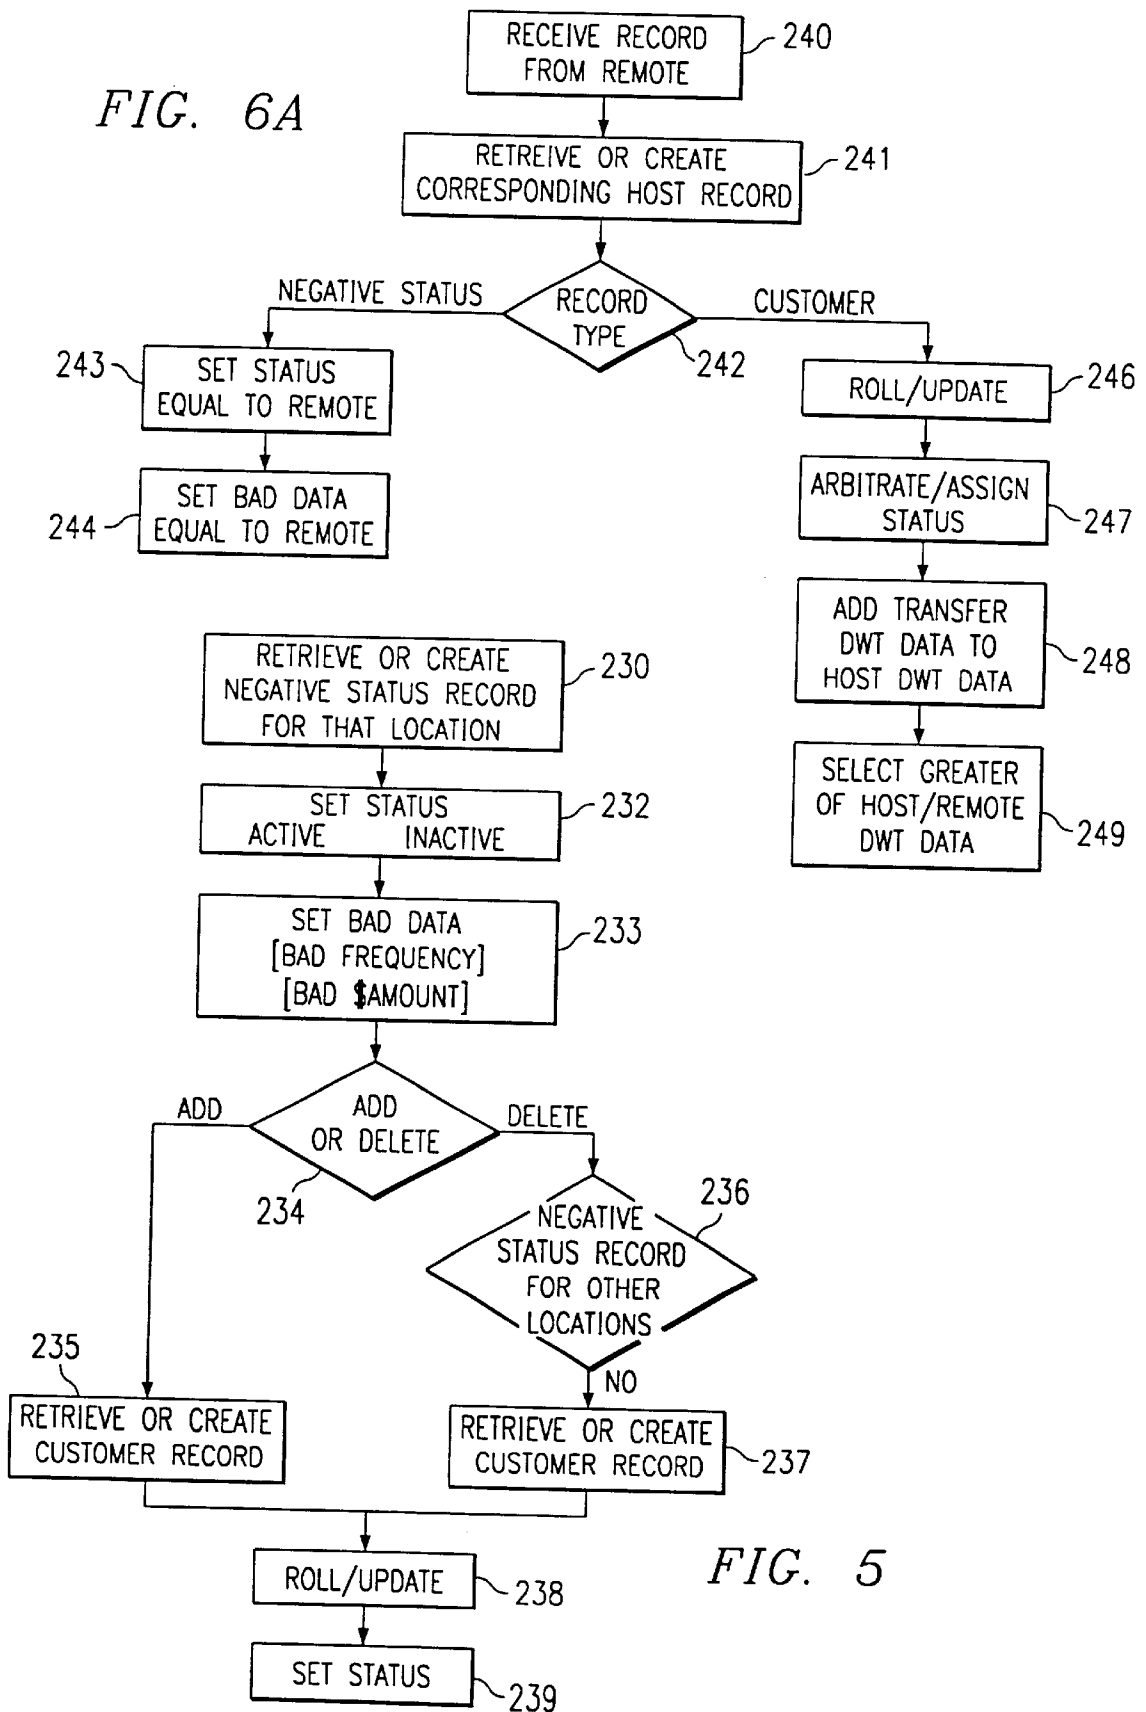 FIG. 6A
RECEIVE RECORD
FROM REMOTE
240
RETREIVE OR CREATE
CORRESPONDING HOST RECORD
241
RECORD
TYPE
242
NEGATIVE STATUS
CUSTOMER
SET STATUS
EQUAL TO REMOTE
243
SET BAD DATA
EQUAL TO REMOTE
244
ROLL/UPDATE
246
ARBITRATE/ASSIGN
STATUS
247
ADD TRANSFER
DWT DATA TO
HOST DWT DATA
248
SELECT GREATER
OF HOST/REMOTE
DWT DATA
249
RETRIEVE OR CREATE
NEGATIVE STATUS RECORD
FOR THAT LOCATION
230
SET STATUS
ACTIVE INACTIVE
232
SET BAD DATA
[BAD FREQUENCY]
[BAD $AMOUNT]
233
ADD
OR DELETE
234
ADD
DELETE
NEGATIVE
STATUS RECORD
FOR OTHER
LOCATIONS
236
NO
235
RETRIEVE OR CREATE
CUSTOMER RECORD
RETRIEVE OR CREATE
CUSTOMER RECORD
237
ROLL/UPDATE
238
SET STATUS
239
FIG. 5